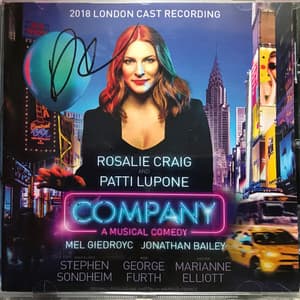 2018 LONDON CAST RECORDING
ROSALIE CRAIG
AND
PATTI LUPONE
COMPANY
A MUSICAL COMEDY
MEL GIEDROYC JONATHAN BAILEY
STEPHEN SONDHEIM
GEORGE FURTH
MARIANNE ELLIOTT